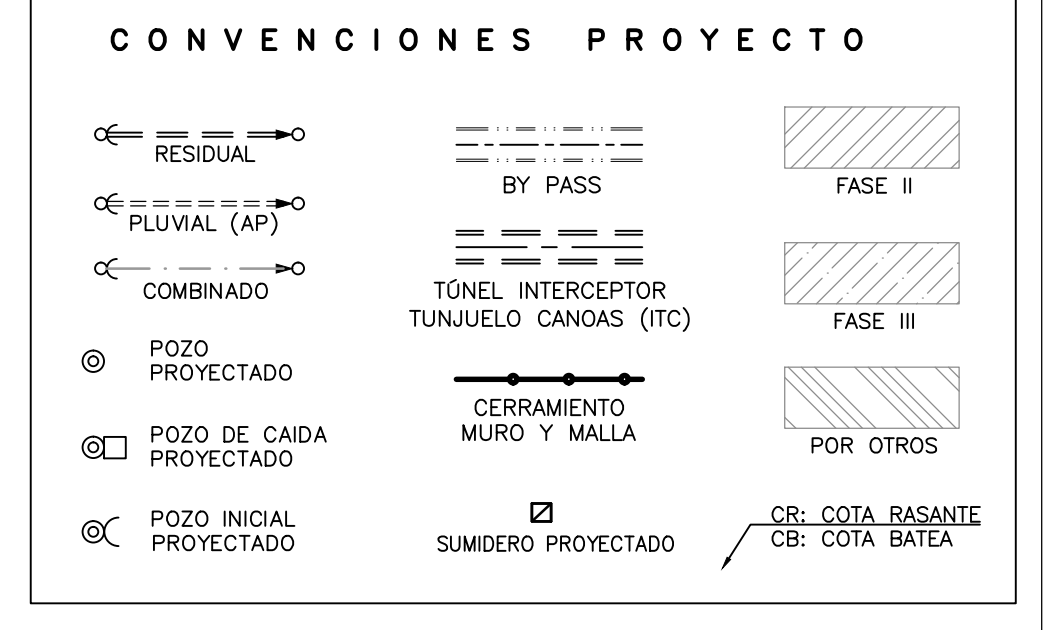 CONVENCIONES PROYECTO
RESIDUAL
PLUVIAL (AP)
COMBINADO
POZO
PROYECTADO
POZO DE CAIDA
PROYECTADO
POZO INICIAL
PROYECTADO
BY PASS
TÚNEL INTERCEPTOR
TUNJUELO CANOAS (ITC)
CERRAMIENTO
MURO Y MALLA
SUMIDERO PROYECTADO
FASE II
FASE III
POR OTROS
CR: COTA RASANTE
CB: COTA BATEA